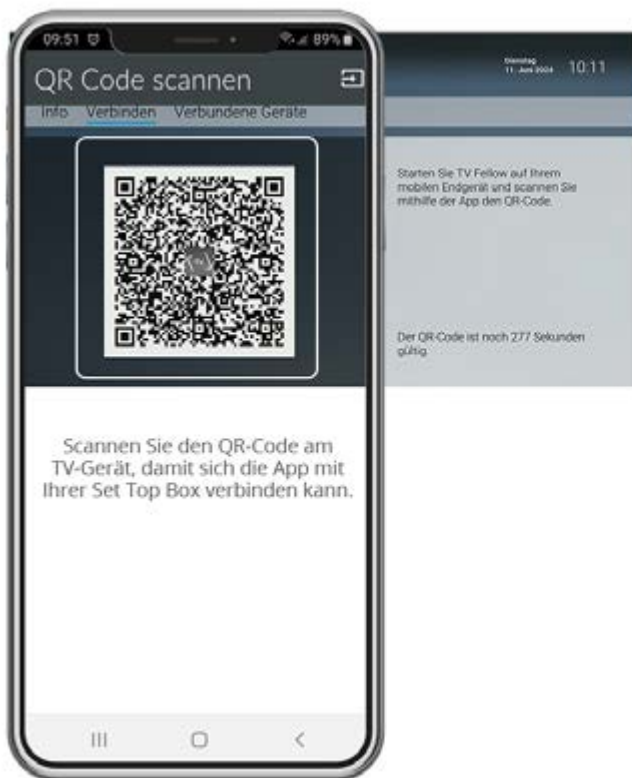 09:51
89%
QR Code scannen
Info Verbinden Verbundene Geräte
Scannen Sie den QR-Code am
TV-Gerät, damit sich die App mit
Ihrer Set Top Box verbinden kann.
Dienstag
11. Juni 2024 10:11
Starten Sie TV Fellow auf Ihrem
mobilen Endgerät und scannen Sie
mithilfe der App den QR-Code.
Der QR-Code ist noch 277 Sekunden
gültig